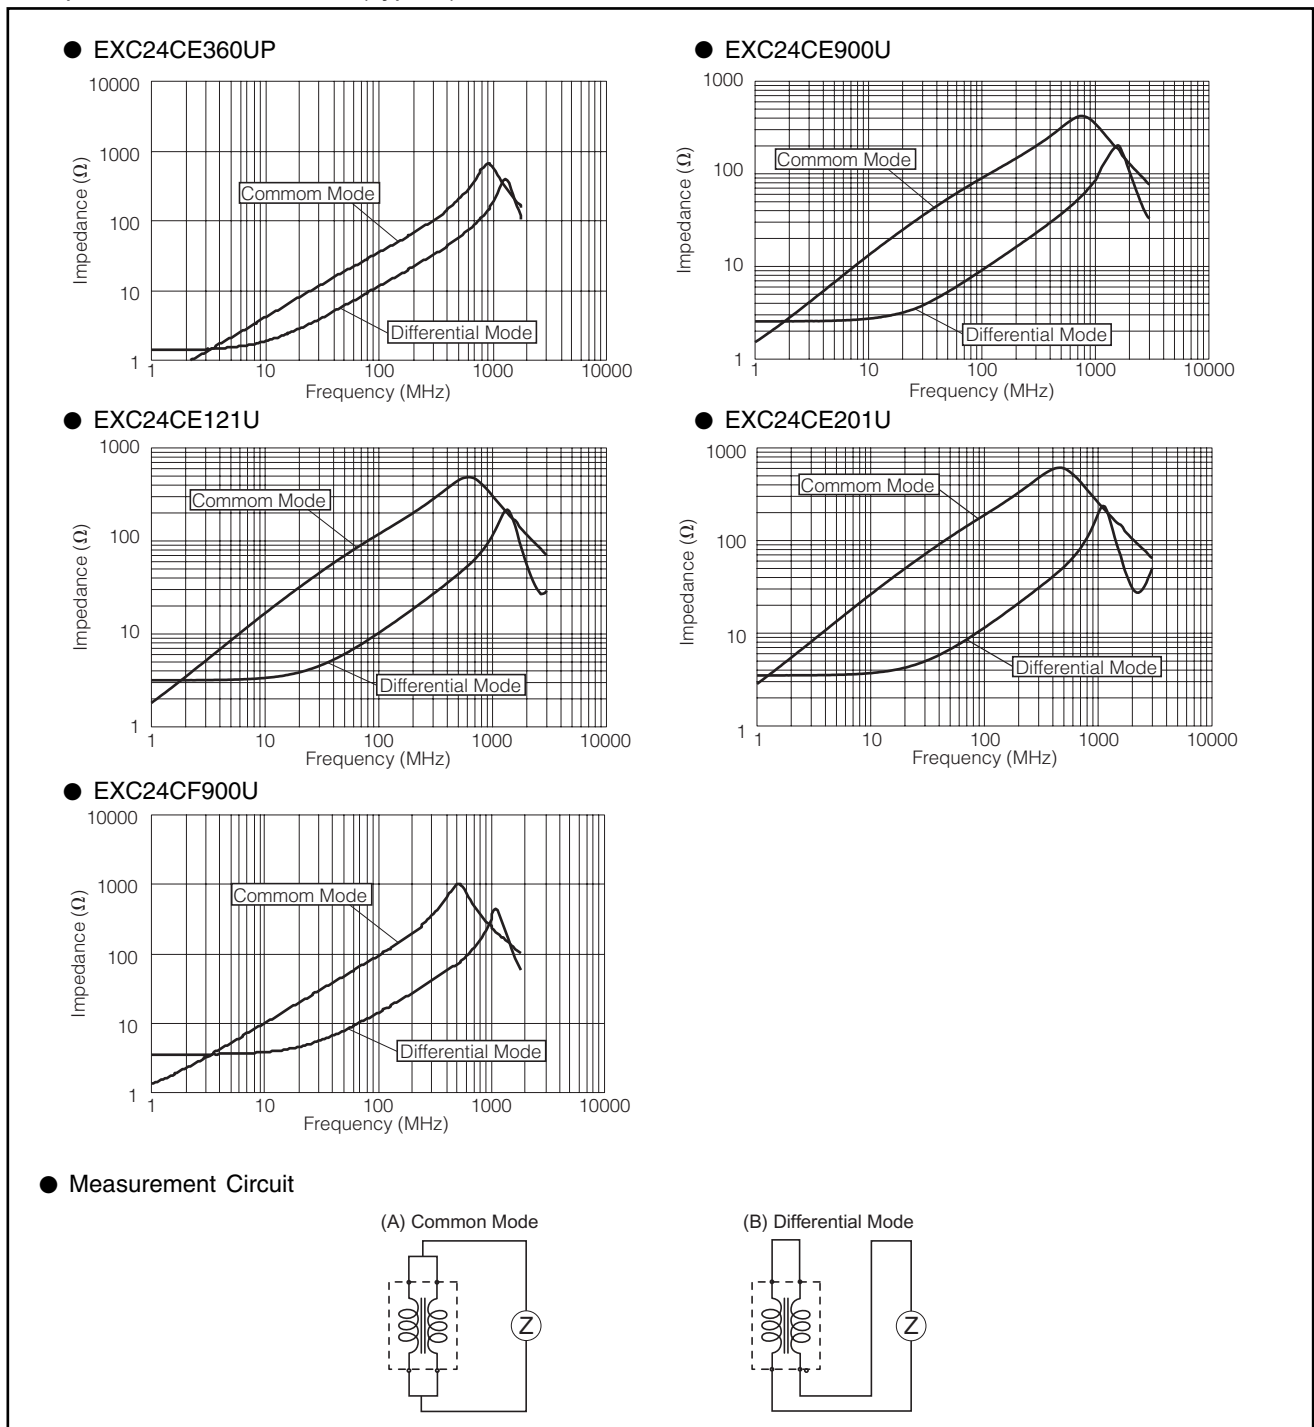 ● EXC24CE360UP
10000
1000
100
10
1
Impedance (Ω)
Commom Mode
Differential Mode
1 10 100 1000 10000
Frequency (MHz)
● EXC24CE900U
1000
100
10
1
Impedance (Ω)
Commom Mode
Differential Mode
1 10 100 1000 10000
Frequency (MHz)
● EXC24CE121U
1000
100
10
1
Impedance (Ω)
Commom Mode
Differential Mode
1 10 100 1000 10000
Frequency (MHz)
● EXC24CE201U
1000
100
10
1
Impedance (Ω)
Commom Mode
Differential Mode
1 10 100 1000 10000
Frequency (MHz)
● EXC24CF900U
10000
1000
100
10
1
Impedance (Ω)
Commom Mode
Differential Mode
1 10 100 1000 10000
Frequency (MHz)
● Measurement Circuit
(A) Common Mode
Z
(B) Differential Mode
Z